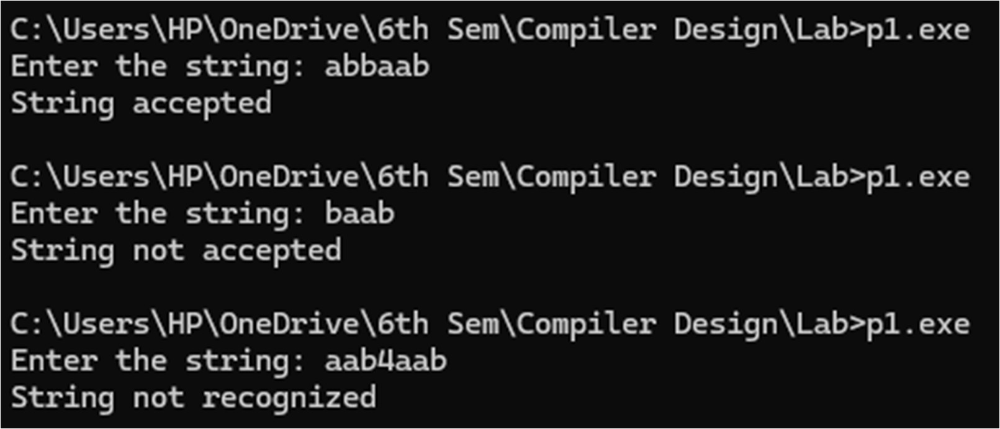 C:\Users\HP\OneDrive\6th Sem\Compiler Design\Lab>p1.exe
Enter the string: abbaab
String accepted
C:\Users\HP\OneDrive\6th Sem\Compiler Design\Lab>p1.exe
Enter the string: baab
String not accepted
C:\Users\HP\OneDrive\6th Sem\Compiler Design\Lab>p1.exe
Enter the string: aab4aab
String not recognized